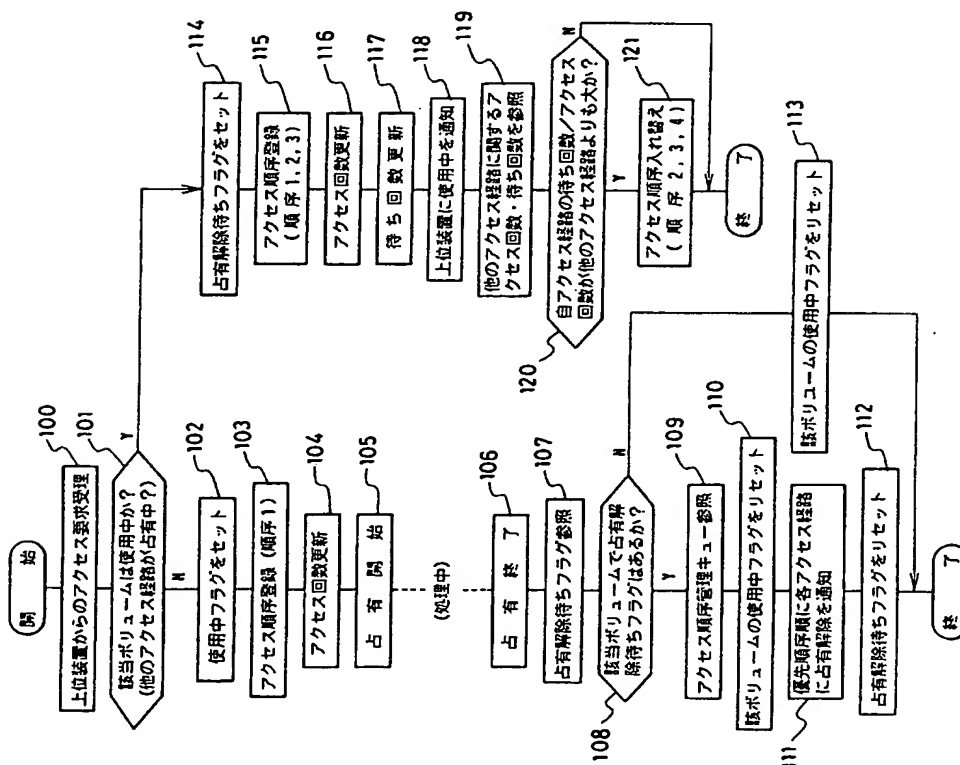 開 始
100
上位装置からのアクセス要求受理
101
該当ボリュームは使用中か?
(他のアクセス経路が占有中?)
Y
N
102
使用中フラグをセット
103
アクセス順序登録 (順序1)
104
アクセス回数更新
105
占 有 開 始
(処理中)
106
占 有 終 了
107
占有解除待ちフラグ参照
108
該当ボリュームで占有解
除待ちフラグはあるか?
N
Y
109
アクセス順序管理キュー参照
110
該ボリュームの使用中フラグをリセット
111
優先順序順に各アクセス経路
に占有解除を通知
112
占有解除待ちフラグをリセット
113
該ボリュームの使用中フラグをリセット
終 了
114
占有解除待ちフラグをセット
115
アクセス順序登録
(順序1,2,3)
116
アクセス回数更新
117
待ち回数更新
118
上位装置に使用中を通知
119
他のアクセス経路に関するア
クセス回数・待ち回数を参照
120
自アクセス経路の待ち回数/アクセス
回数が他のアクセス経路よりも大か?
N
Y
121
アクセス順序入れ替え
(順序2,3,4)
終 了